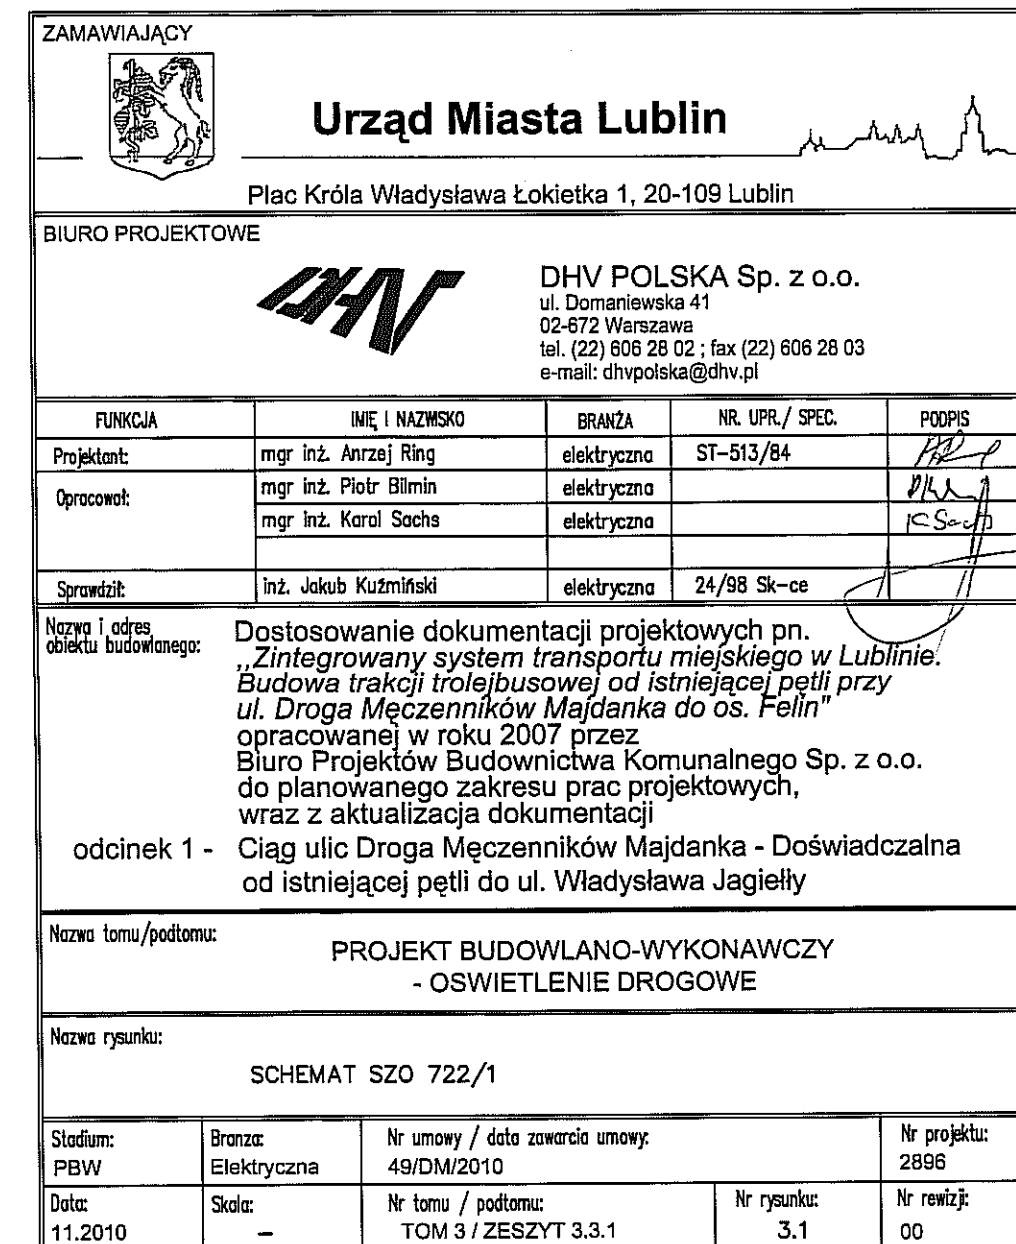 ZAMAWIAJĄCY
Urząd Miasta Lublin
Plac Króla Władysława Łokietka 1, 20-109 Lublin
BIURO PROJEKTOWE
DHV
DHV POLSKA Sp. z o.o.
ul. Domaniewska 41
02-672 Warszawa
tel. (22) 606 28 02 ; fax (22) 606 28 03
e-mail: dhvpolska@dhv.pl
FUNKCJA IMIĘ I NAZWISKO BRANŻA NR. UPR./ SPEC. PODPIS
Projektant: mgr inż. Anrzej Ring elektryczna ST-513/84
Opracował: mgr inż. Piotr Bilmin elektryczna
mgr inż. Karol Sachs elektryczna K Sach
Sprawdził: inż. Jakub Kuźmiński elektryczna 24/98 Sk-ce
Nazwa i adres
obiektu budowlanego:
Dostosowanie dokumentacji projektowych pn.
,,Zintegrowany system transportu miejskiego w Lublinie.
Budowa trakcji trolejbusowej od istniejącej pętli przy
ul. Droga Męczenników Majdanka do os. Felin"
opracowanej w roku 2007 przez
Biuro Projektów Budownictwa Komunalnego Sp. z o.o.
do planowanego zakresu prac projektowych,
wraz z aktualizacja dokumentacji
odcinek 1 - Ciąg ulic Droga Męczenników Majdanka - Doświadczalna
od istniejącej pętli do ul. Władysława Jagiełły
Nazwa tomu/podtomu:
PROJEKT BUDOWLANO-WYKONAWCZY
- OSWIETLENIE DROGOWE
Nazwa rysunku:
SCHEMAT SZO 722/1
Stadium: Branza: Nr umowy / data zawarcia umowy: Nr projektu:
PBW Elektryczna 49/DM/2010 2896
Data: Skala: Nr tomu / podtomu: Nr rysunku: Nr rewizji:
11.2010 – TOM 3 / ZESZYT 3.3.1 3.1 00